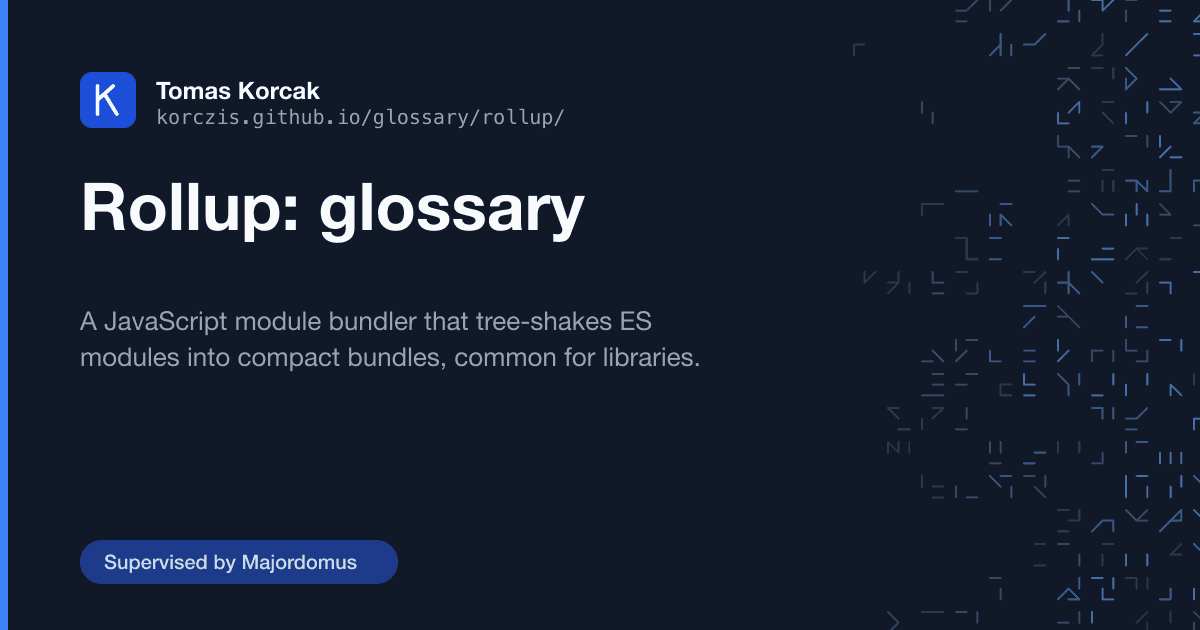 K
Tomas Korcak
korczis.github.io/glossary/rollup/
Rollup: glossary
A JavaScript module bundler that tree-shakes ES
modules into compact bundles, common for libraries.
Supervised by Majordomus